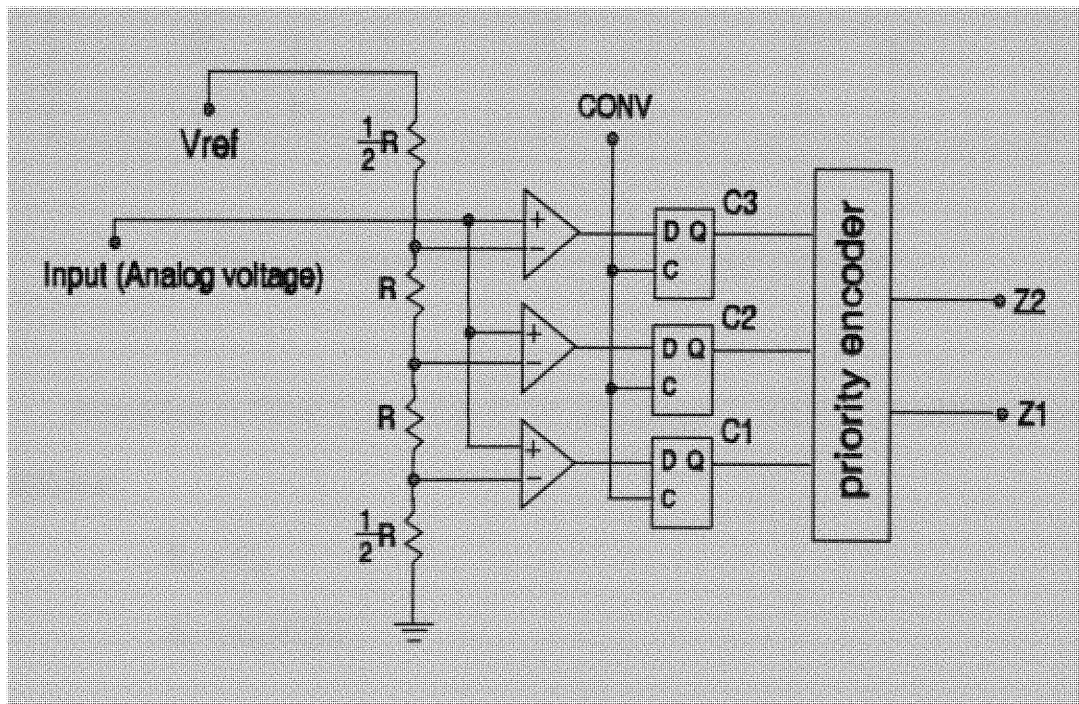 CONV
Vref
1/2 R
+
-
D Q
C
C3
Input (Analog voltage)
R
+
-
D Q
C
C2
R
+
-
D Q
C
C1
1/2 R
priority encoder
Z2
Z1